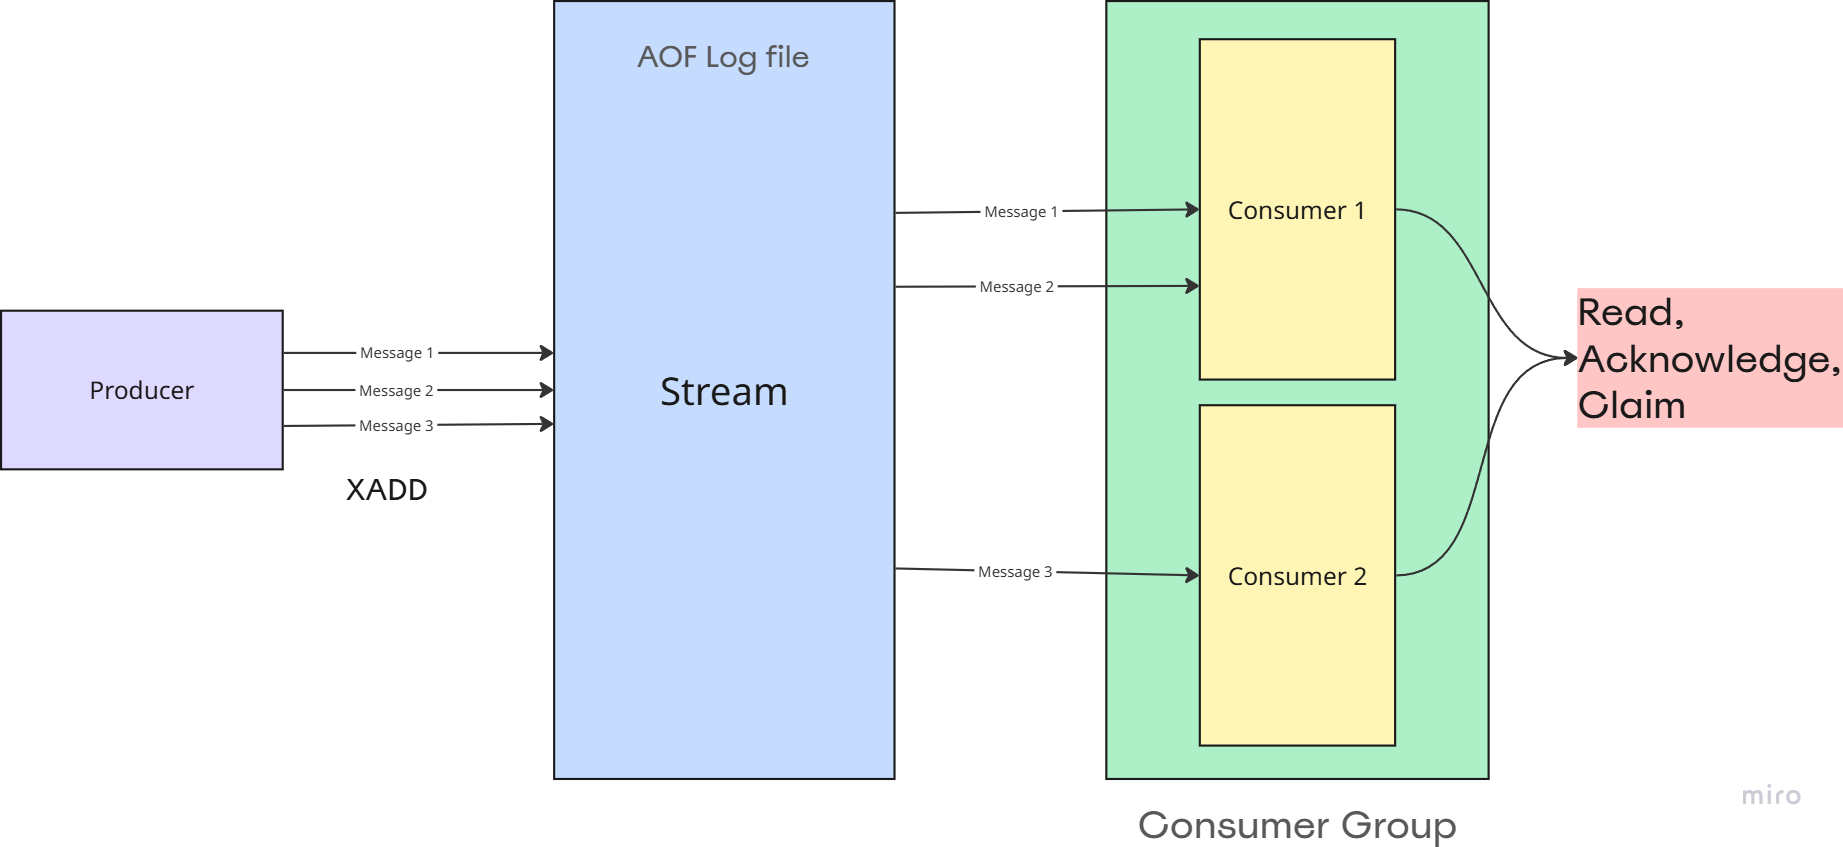 AOF Log file
Producer
Message 1
Message 2
Message 3
XADD
Stream
Message 1
Message 2
Message 3
Consumer 1
Consumer 2
Consumer Group
Read,
Acknowledge,
Claim
miro